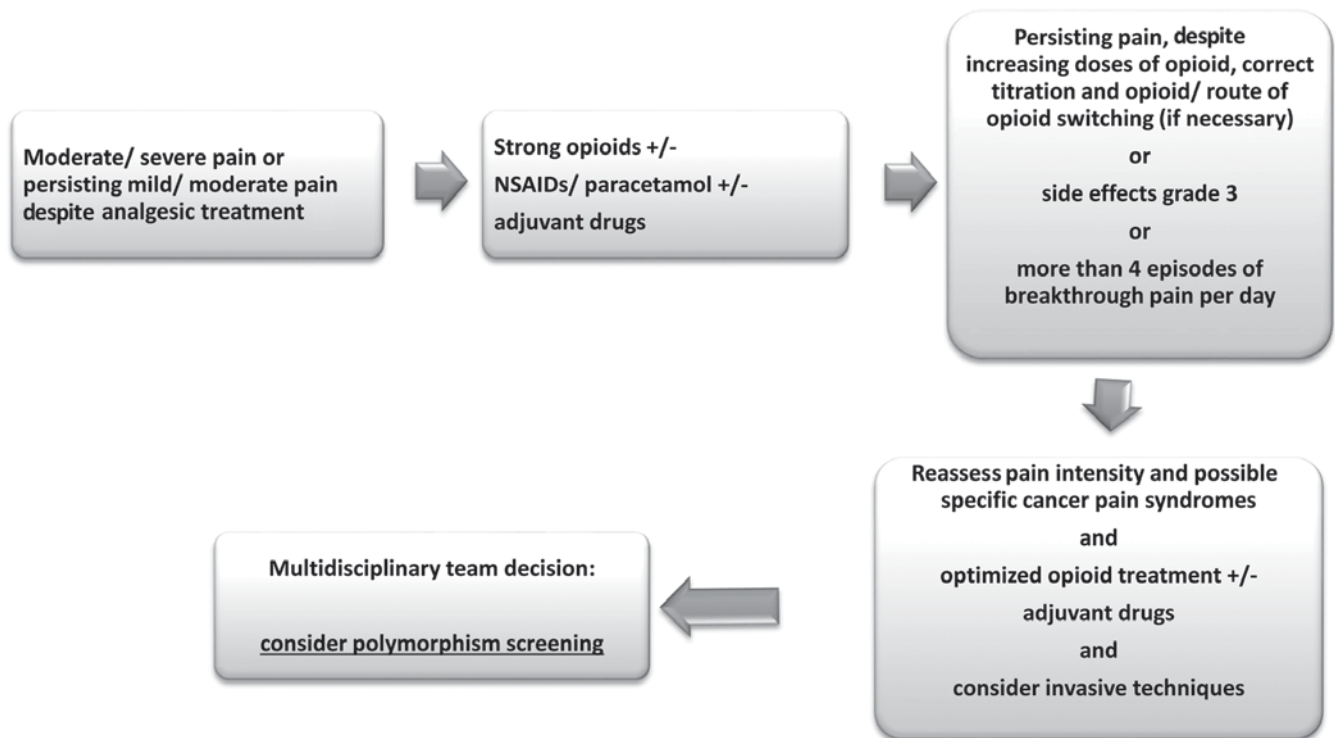 Moderate/ severe pain or
persisting mild/ moderate pain
despite analgesic treatment
Strong opioids +/-
NSAIDs/ paracetamol +/-
adjuvant drugs
Persisting pain, despite
increasing doses of opioid, correct
titration and opioid/ route of
opioid switching (if necessary)
or
side effects grade 3
or
more than 4 episodes of
breakthrough pain per day
Reassess pain intensity and possible
specific cancer pain syndromes
and
optimized opioid treatment +/-
adjuvant drugs
and
consider invasive techniques
Multidisciplinary team decision:
consider polymorphism screening